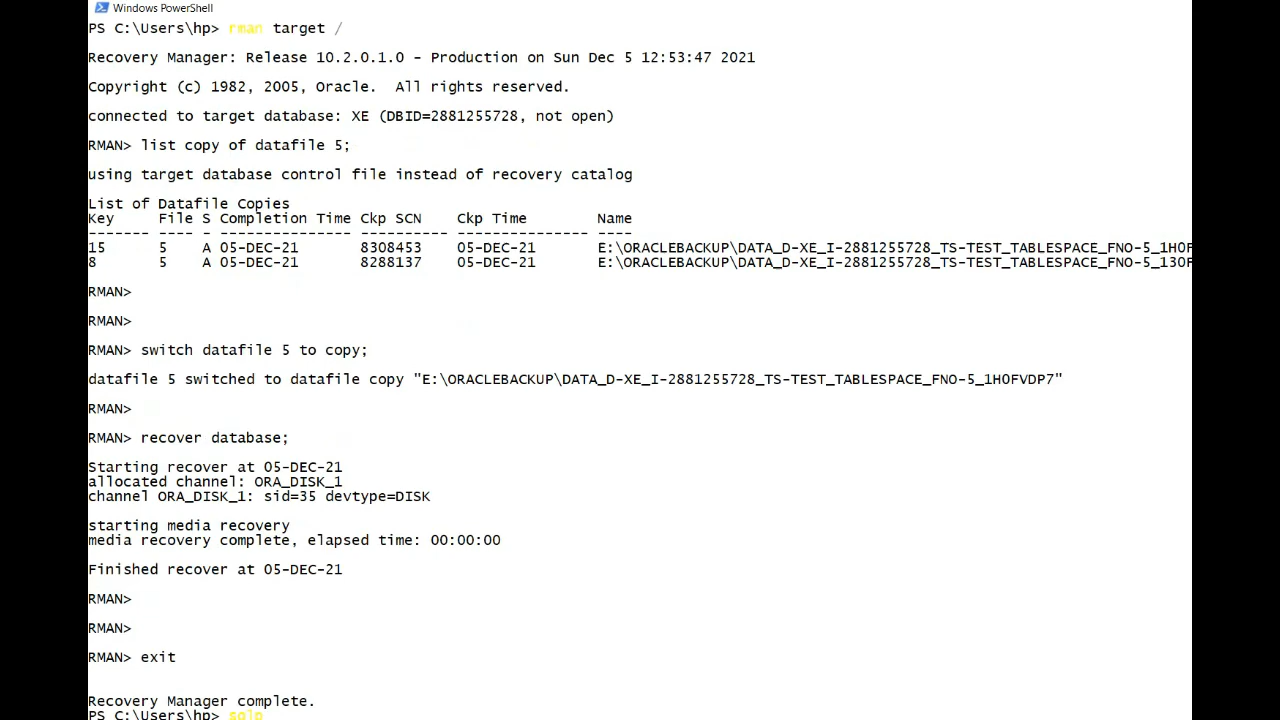 Windows PowerShell
PS C:\Users\hp> rman target /
Recovery Manager: Release 10.2.0.1.0 - Production on Sun Dec 5 12:53:47 2021
Copyright (c) 1982, 2005, Oracle.  All rights reserved.
connected to target database: XE (DBID=2881255728, not open)
RMAN> list copy of datafile 5;
using target database control file instead of recovery catalog
List of Datafile Copies
Key     File S Completion Time Ckp SCN    Ckp Time        Name
------- ---- - --------------- ---------- --------------- ----
15      5    A 05-DEC-21       8308453    05-DEC-21       E:\ORACLEBACKUP\DATA_D-XE_I-2881255728_TS-TEST_TABLESPACE_FNO-5_1H0F
8       5    A 05-DEC-21       8288137    05-DEC-21       E:\ORACLEBACKUP\DATA_D-XE_I-2881255728_TS-TEST_TABLESPACE_FNO-5_130F
RMAN>
RMAN>
RMAN> switch datafile 5 to copy;
datafile 5 switched to datafile copy "E:\ORACLEBACKUP\DATA_D-XE_I-2881255728_TS-TEST_TABLESPACE_FNO-5_1H0FVDP7"
RMAN>
RMAN> recover database;
Starting recover at 05-DEC-21
allocated channel: ORA_DISK_1
channel ORA_DISK_1: sid=35 devtype=DISK
starting media recovery
media recovery complete, elapsed time: 00:00:00
Finished recover at 05-DEC-21
RMAN>
RMAN>
RMAN> exit
Recovery Manager complete.
PS C:\Users\hp> sqlp